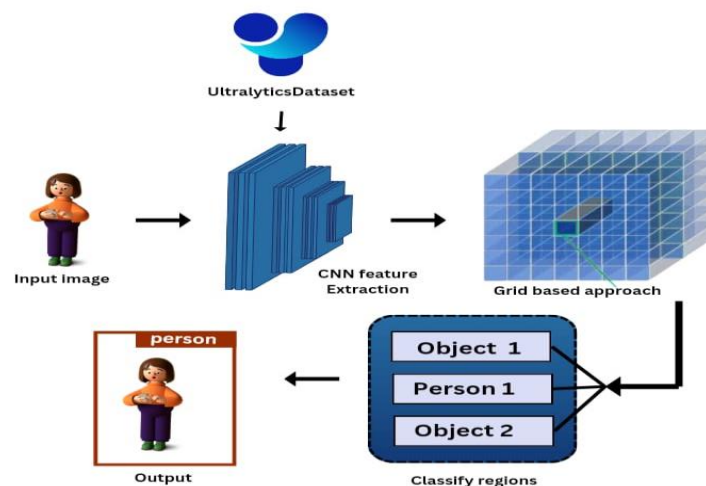 UltralyticsDataset
Input image
CNN feature
Extraction
Grid based approach
person
Object 1
Person 1
Object 2
Output
Classify regions